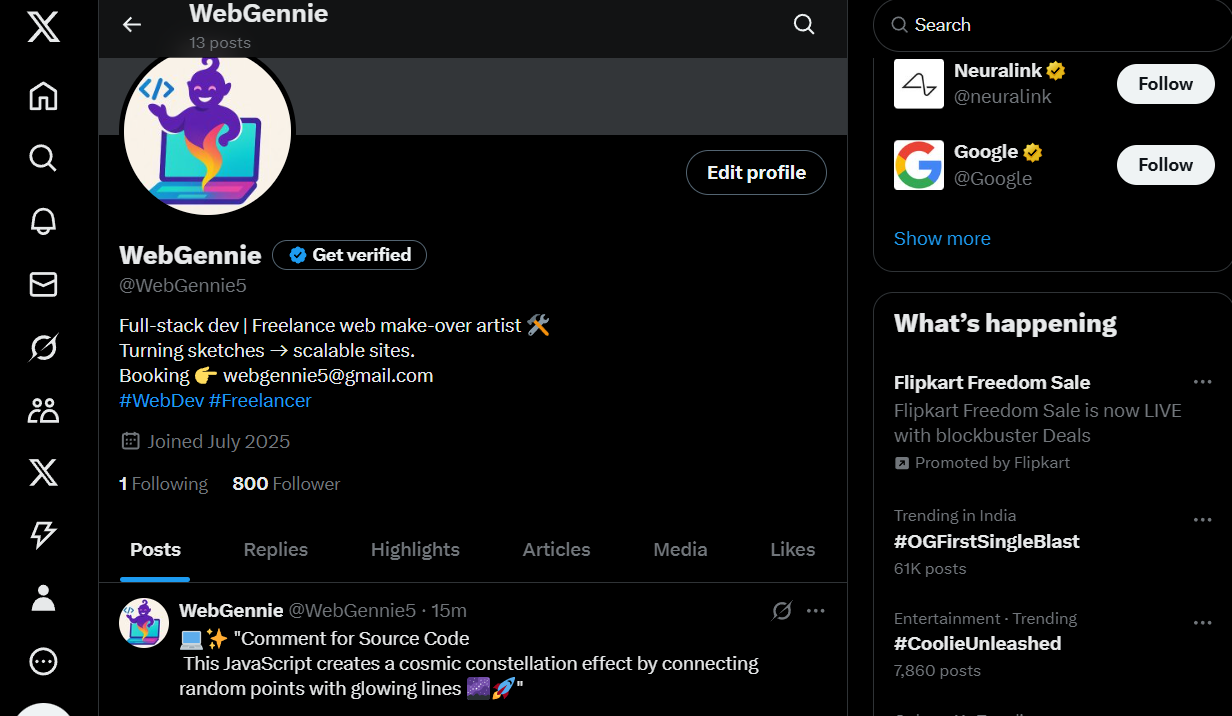 WebGennie
13 posts
</>
Edit profile
WebGennie Get verified
@WebGennie5
Full-stack dev | Freelance web make-over artist 🛠️
Turning sketches → scalable sites.
Booking 👉 webgennie5@gmail.com
#WebDev #Freelancer
Joined July 2025
1 Following 800 Follower
Posts Replies Highlights Articles Media Likes
WebGennie @WebGennie5 · 15m
💻✨ "Comment for Source Code
This JavaScript creates a cosmic constellation effect by connecting
random points with glowing lines 🌌🚀"
Search
Neuralink
@neuralink
Follow
Google
@Google
Follow
Show more
What’s happening
Flipkart Freedom Sale
Flipkart Freedom Sale is now LIVE
with blockbuster Deals
Promoted by Flipkart
Trending in India
#OGFirstSingleBlast
61K posts
Entertainment · Trending
#CoolieUnleashed
7,860 posts